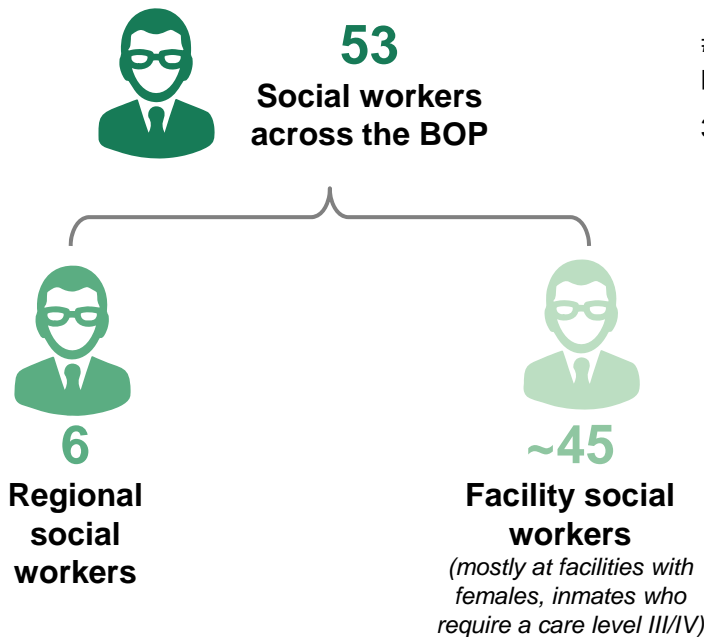 53
Social workers
across the BOP
6
Regional
social
workers
~45
Facility social
workers
(mostly at facilities with
females, inmates who
require a care level III/IV)